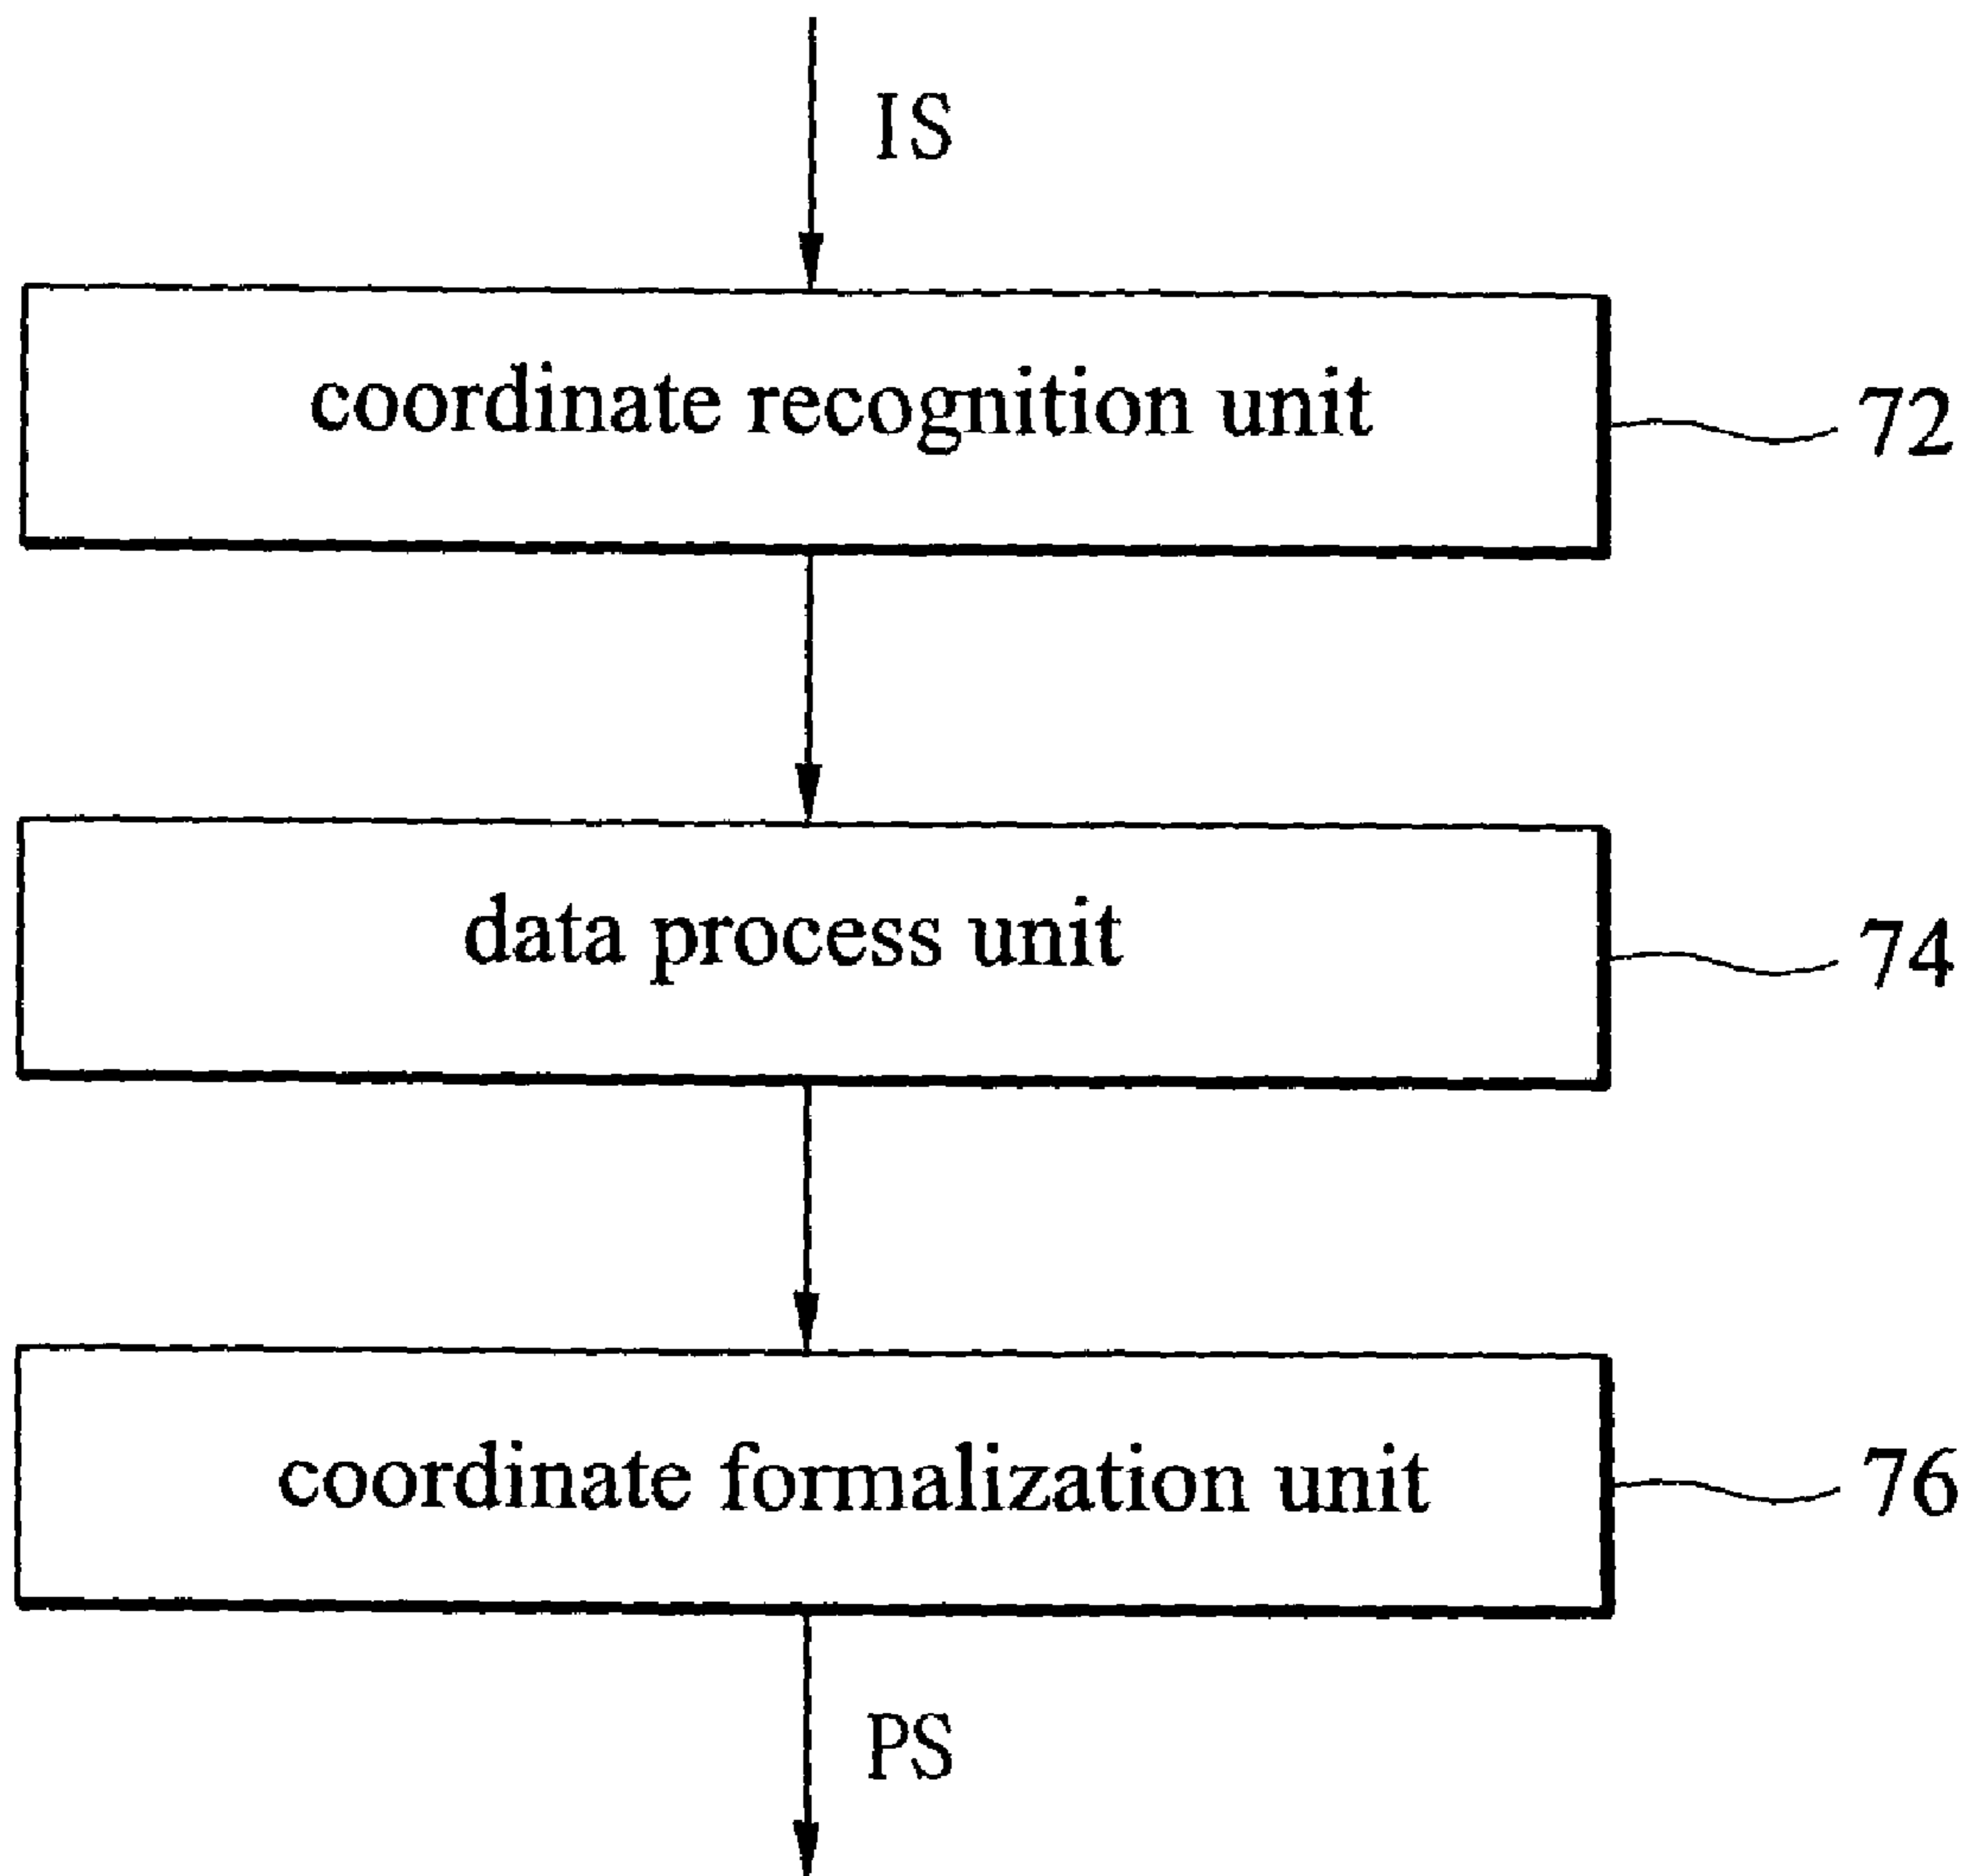 IS
coordinate recognition unit
72
data process unit
74
coordinate formalization unit
76
PS